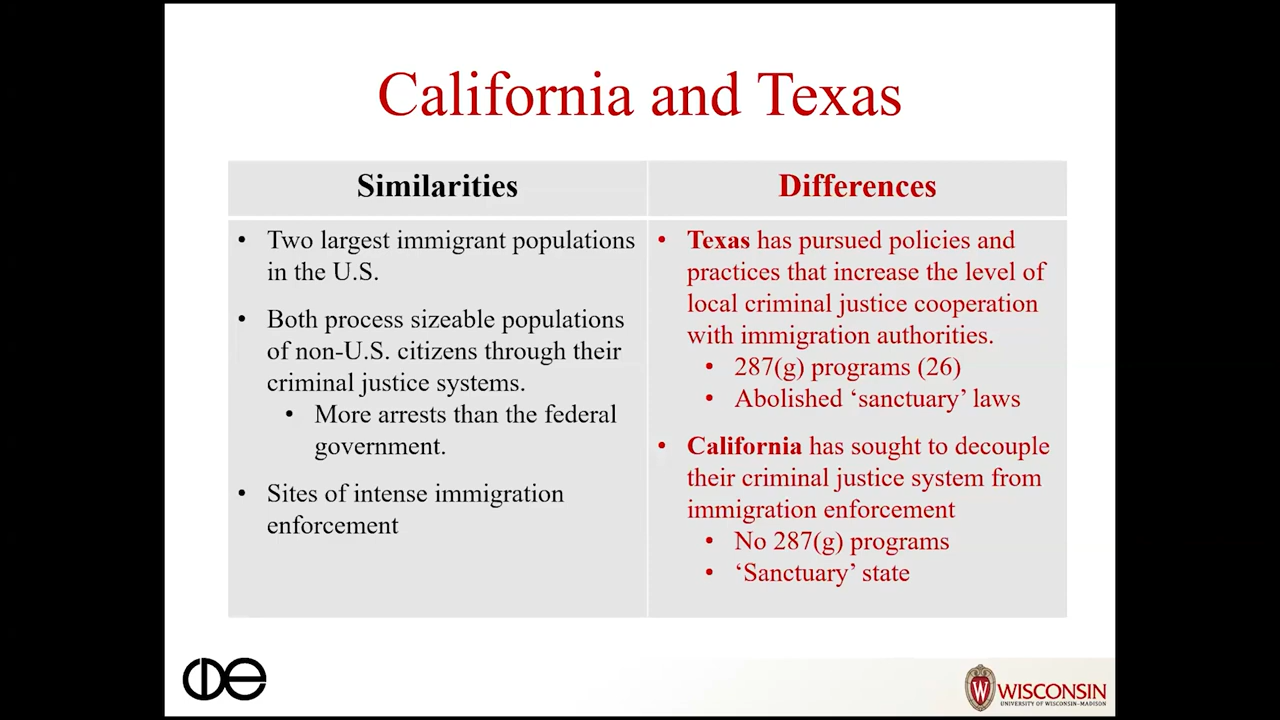 California and Texas
Similarities
• Two largest immigrant populations
in the U.S.
• Both process sizeable populations
of non-U.S. citizens through their
criminal justice systems.
• More arrests than the federal
government.
• Sites of intense immigration
enforcement
Differences
• Texas has pursued policies and
practices that increase the level of
local criminal justice cooperation
with immigration authorities.
• 287(g) programs (26)
• Abolished ‘sanctuary’ laws
• California has sought to decouple
their criminal justice system from
immigration enforcement
• No 287(g) programs
• ‘Sanctuary’ state
cde
W
WISCONSIN
UNIVERSITY OF WISCONSIN–MADISON